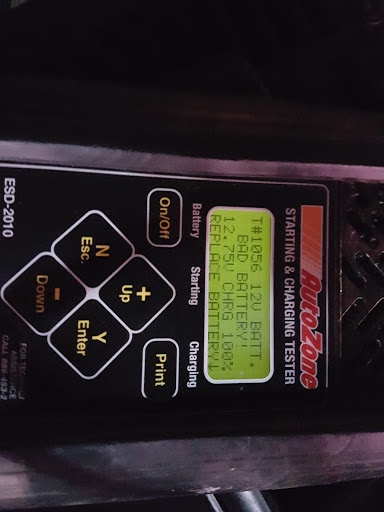 AutoZone
STARTING & CHARGING TESTER
T#1056 12V BATT.
BAD BATTERY!
12.75V CHRG 100%
REPLACE BATTERY↓
Battery Starting Charging
On/Off
+
Up
Print
N
Esc.
Y
Enter
-
Down
ESD-2010
CALL